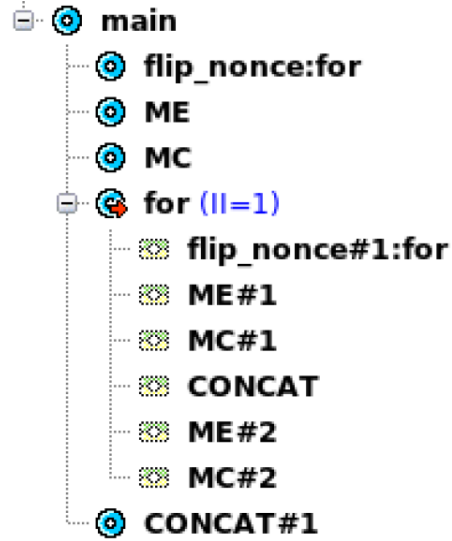 main
flip_nonce:for
ME
MC
for (II=1)
flip_nonce#1:for
ME#1
MC#1
CONCAT
ME#2
MC#2
CONCAT#1